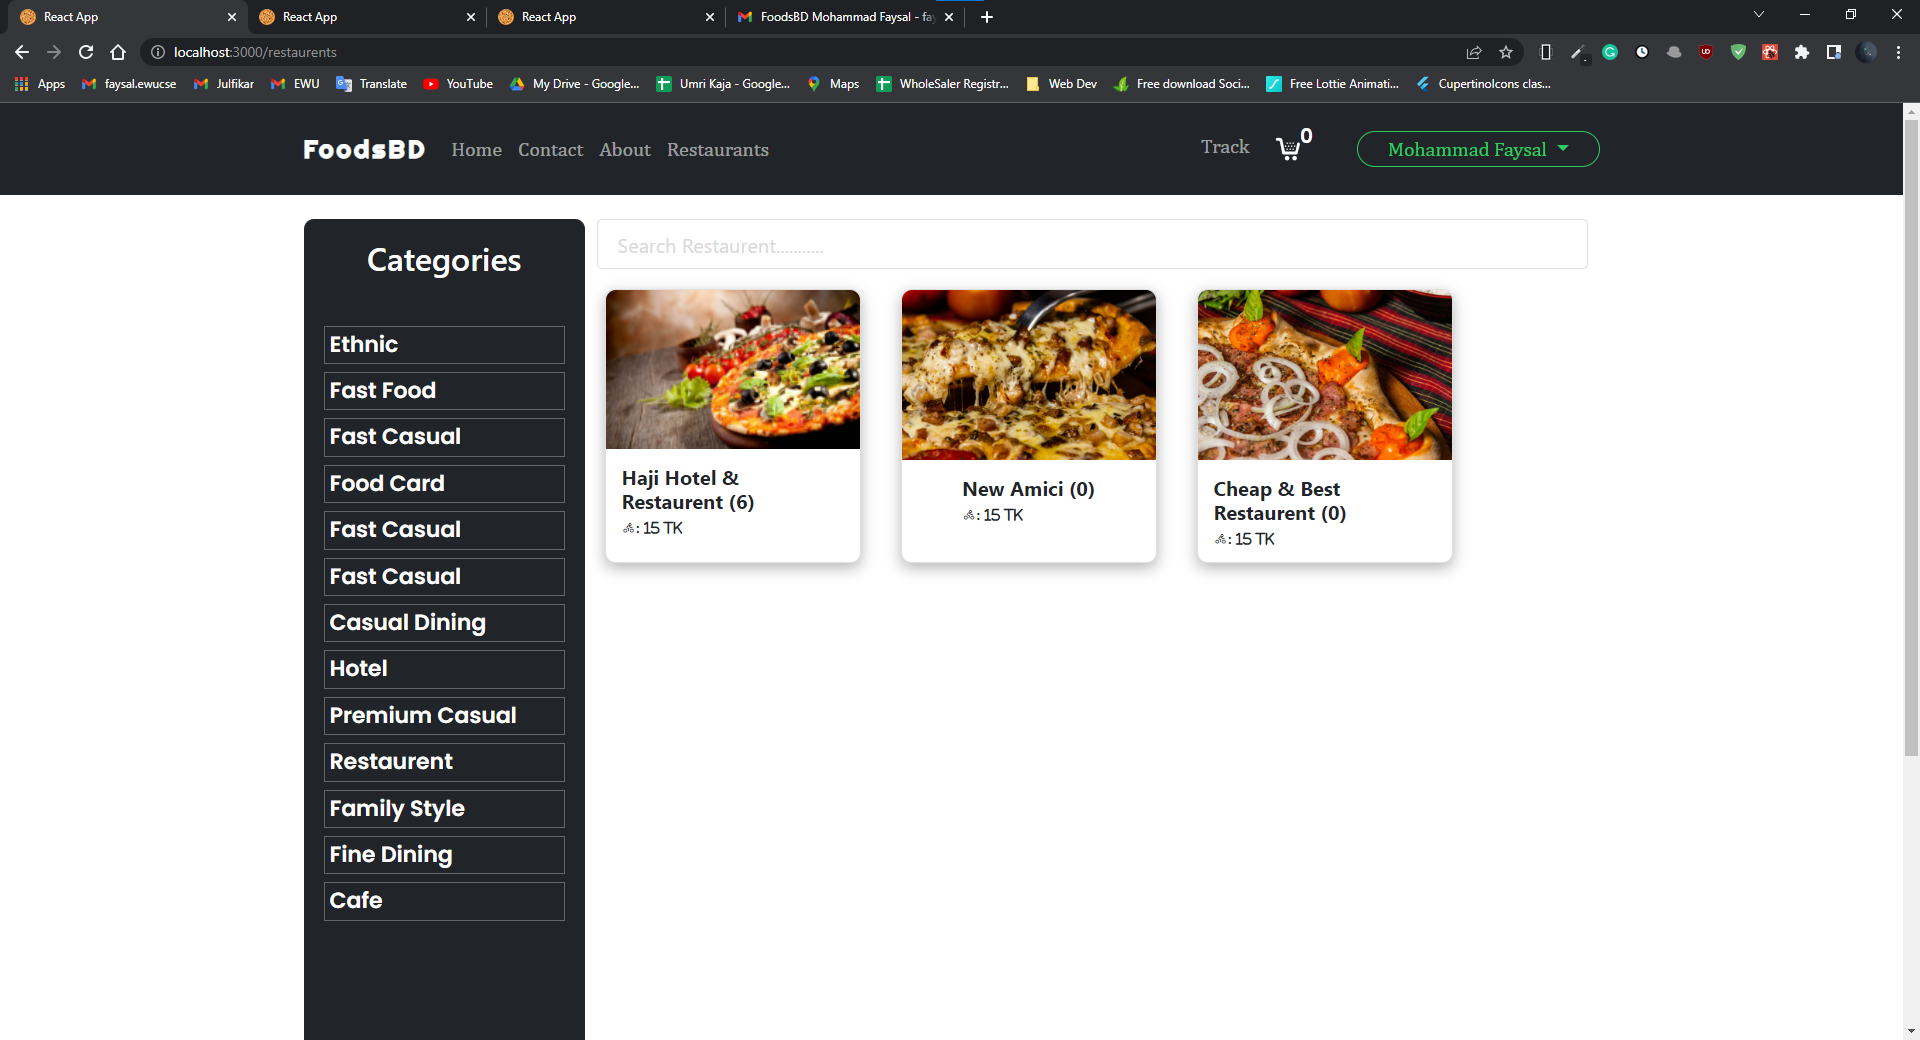 React App
React App
React App
FoodsBD Mohammad Faysal - fa
localhost:3000/restaurents
Apps
faysal.ewucse
Julfikar
EWU
Translate
YouTube
My Drive - Google...
Umri Kaja - Google...
Maps
WholeSaler Registr...
Web Dev
Free download Soci...
Free Lottie Animati...
CupertinoIcons clas...
FoodsBD
Home
Contact
About
Restaurants
Track
0
Mohammad Faysal
Categories
Ethnic
Fast Food
Fast Casual
Food Card
Fast Casual
Fast Casual
Casual Dining
Hotel
Premium Casual
Restaurent
Family Style
Fine Dining
Cafe
Search Restaurent...........
Haji Hotel &
Restaurent (6)
: 15 TK
New Amici (0)
: 15 TK
Cheap & Best
Restaurent (0)
: 15 TK